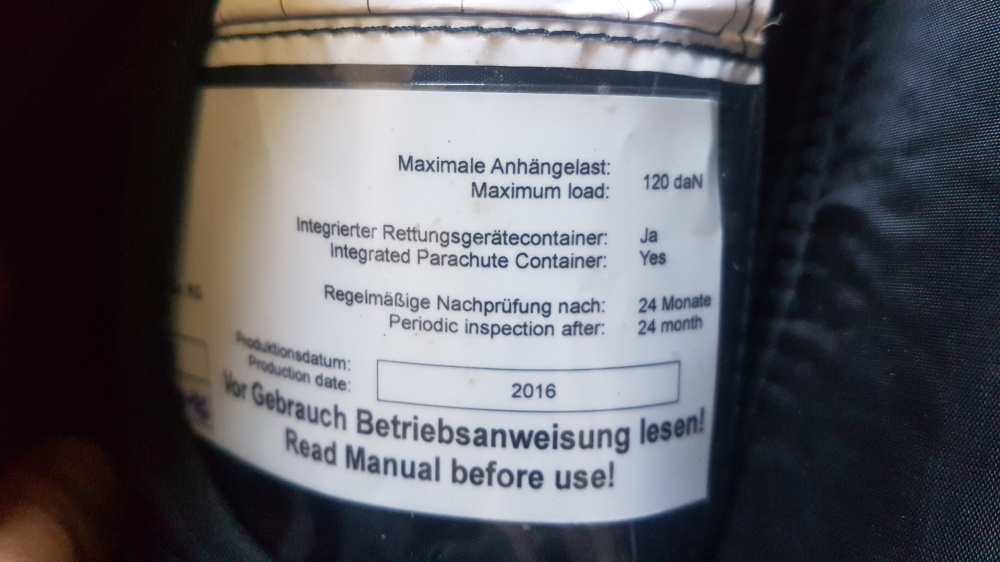 Maximale Anhängelast:
Maximum load: 120 daN
Integrierter Rettungsgerätecontainer: Ja
Integrated Parachute Container: Yes
Regelmäßige Nachprüfung nach: 24 Monate
Periodic inspection after: 24 month
KG
Produktionsdatum:
Production date: 2016
Vor Gebrauch Betriebsanweisung lesen!
Read Manual before use!